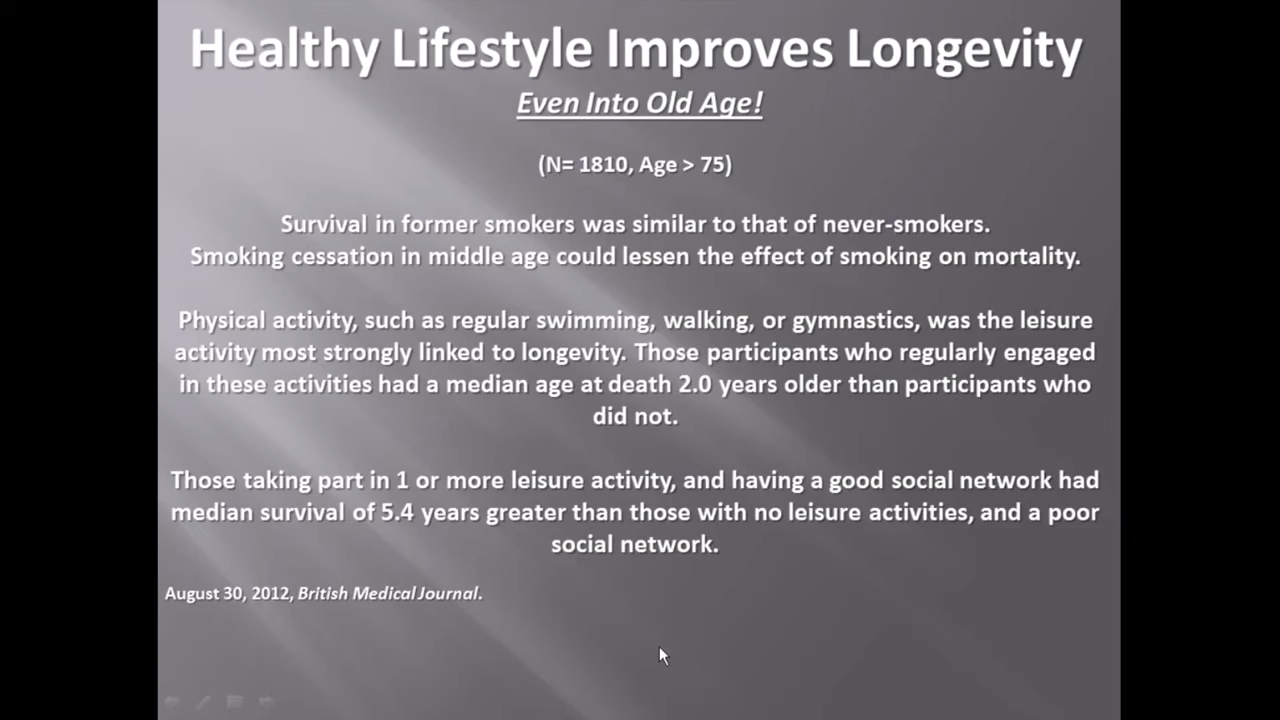 Healthy Lifestyle Improves Longevity
Even Into Old Age!
(N= 1810, Age > 75)
Survival in former smokers was similar to that of never-smokers.
Smoking cessation in middle age could lessen the effect of smoking on mortality.
Physical activity, such as regular swimming, walking, or gymnastics, was the leisure
activity most strongly linked to longevity. Those participants who regularly engaged
in these activities had a median age at death 2.0 years older than participants who
did not.
Those taking part in 1 or more leisure activity, and having a good social network had
median survival of 5.4 years greater than those with no leisure activities, and a poor
social network.
August 30, 2012, British Medical Journal.